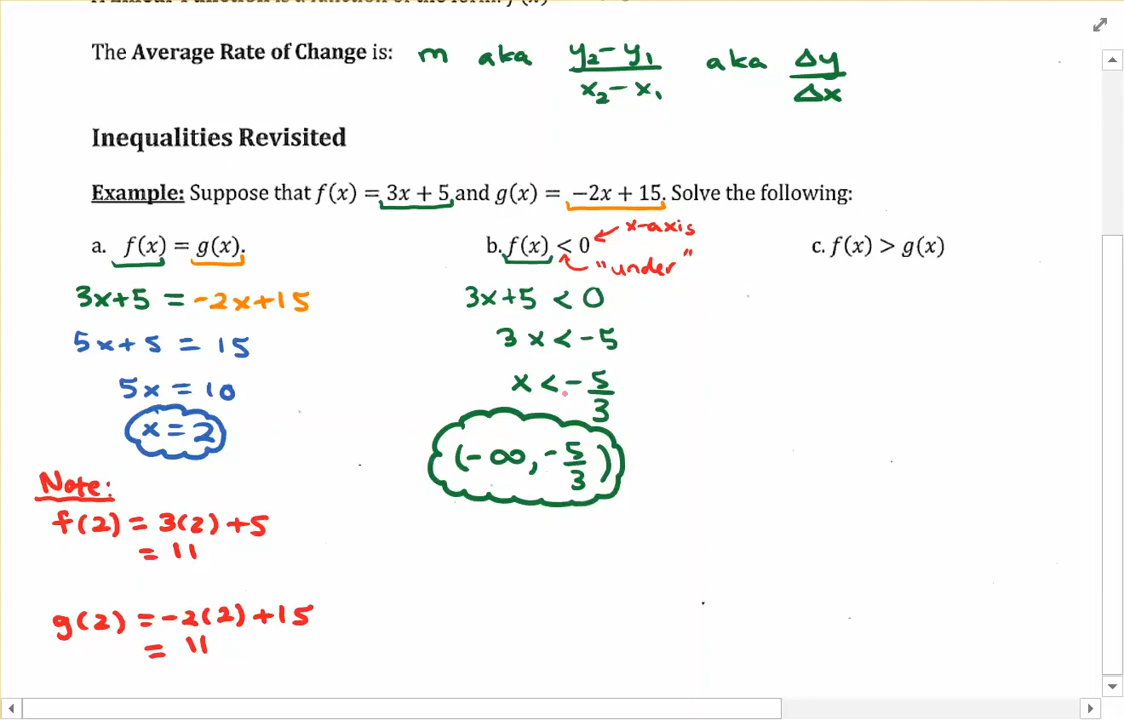 The Average Rate of Change is: m aka y₂-y₁/x₂-x₁ aka Δy/Δx
Inequalities Revisited
Example: Suppose that f(x) = 3x + 5 and g(x) = −2x + 15. Solve the following:
a. f(x) = g(x).
b. f(x) < 0
x-axis
"under"
c. f(x) > g(x)
3x+5 = -2x+15
5x+5 = 15
5x = 10
x = 2
3x+5 < 0
3x < -5
x < -5/3
(-∞, -5/3)
Note:
f(2) = 3(2)+5
= 11
g(2) = -2(2)+15
= 11